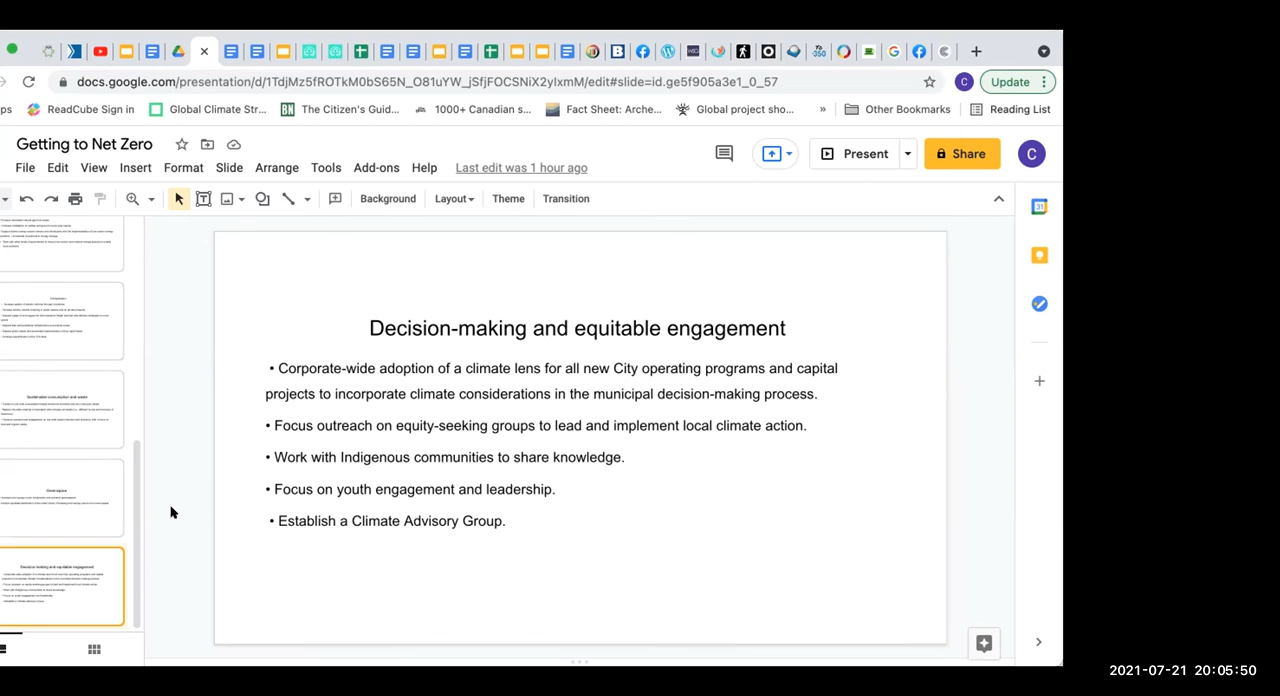 docs.google.com/presentation/d/1TdjMz5fROTkM0bS65N_O81uYW_jSfjFOCSNiX2yIxmM/edit#slide=id.ge5f905a3e1_0_57
Update
ps ReadCube Sign in Global Climate Str... The Citizen's Guid... 1000+ Canadian s... Fact Sheet: Arche... Global project sho... » Other Bookmarks Reading List
Getting to Net Zero
Present Share C
File Edit View Insert Format Slide Arrange Tools Add-ons Help Last edit was 1 hour ago
Background Layout Theme Transition
Decision-making and equitable engagement
• Corporate-wide adoption of a climate lens for all new City operating programs and capital
projects to incorporate climate considerations in the municipal decision-making process.
• Focus outreach on equity-seeking groups to lead and implement local climate action.
• Work with Indigenous communities to share knowledge.
• Focus on youth engagement and leadership.
• Establish a Climate Advisory Group.
2021-07-21 20:05:50